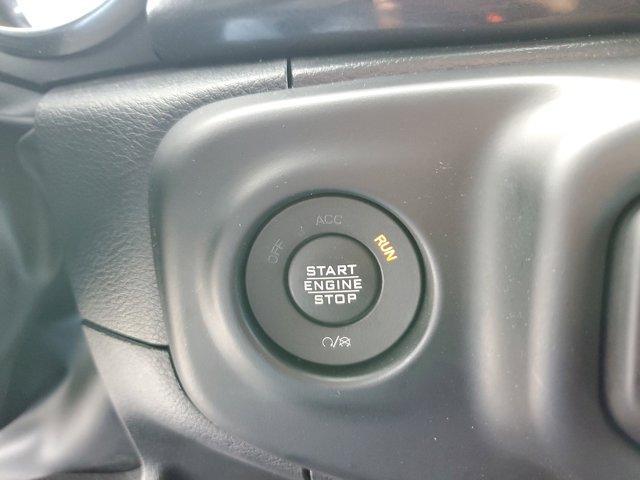 OFF
ACC
RUN
START
ENGINE
STOP